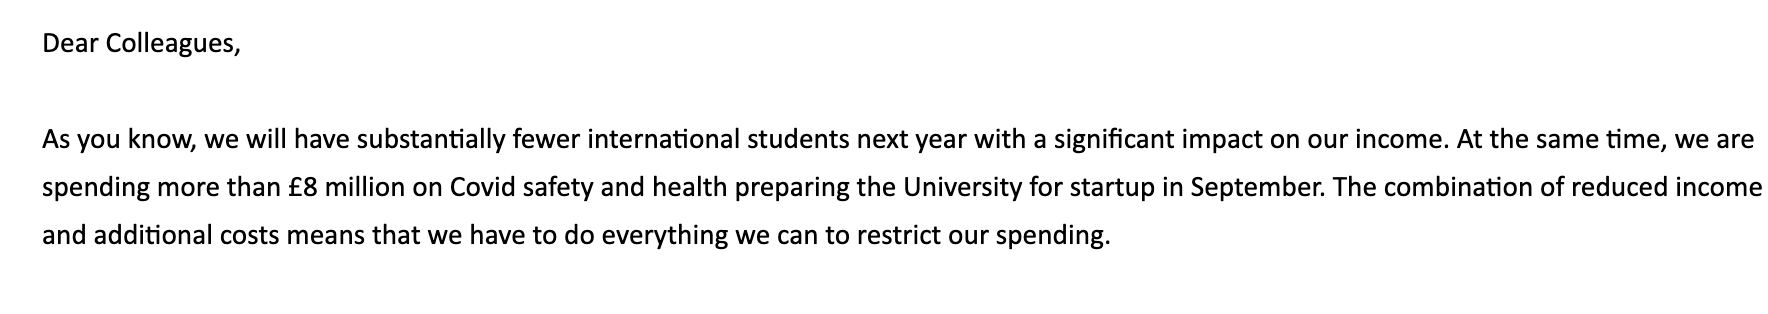 Dear Colleagues,
As you know, we will have substantially fewer international students next year with a significant impact on our income. At the same time, we are
spending more than £8 million on Covid safety and health preparing the University for startup in September. The combination of reduced income
and additional costs means that we have to do everything we can to restrict our spending.